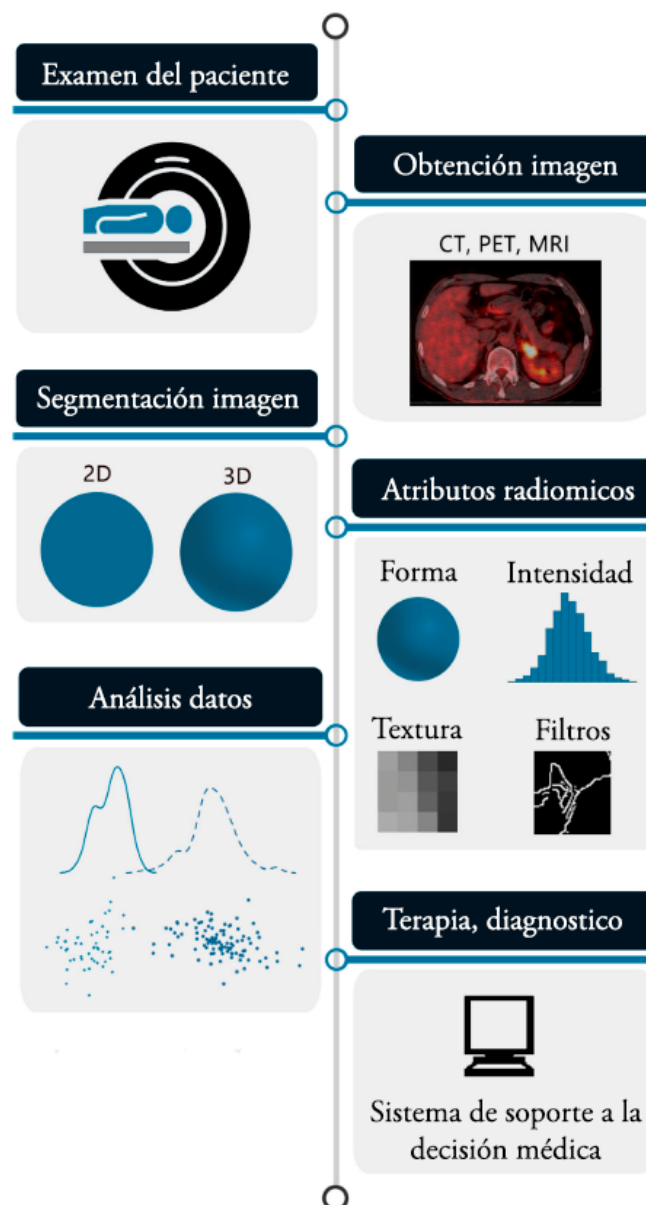 Examen del paciente
Obtención imagen
CT, PET, MRI
Segmentación imagen
2D
3D
Atributos radiomicos
Forma
Intensidad
Textura
Filtros
Análisis datos
Terapia, diagnostico
Sistema de soporte a la
decisión médica